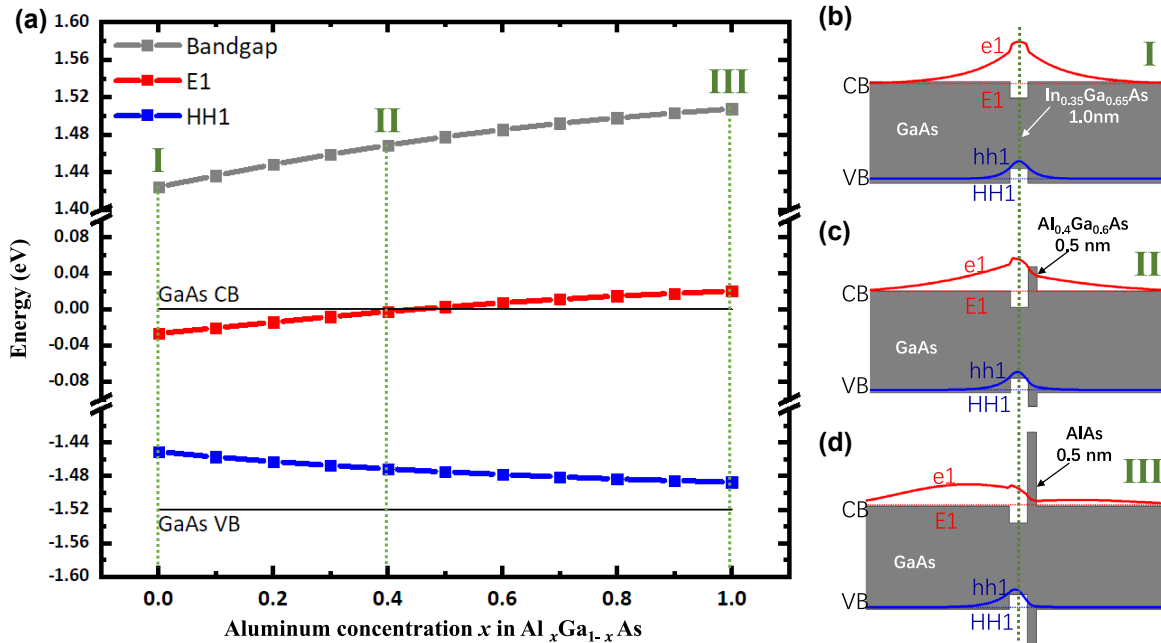 (a)
1.60
1.56
1.52
1.48
1.44
1.40
0.08
0.04
0.00
-0.04
-0.08
-1.44
-1.48
-1.52
-1.56
-1.60
Energy (eV)
Bandgap
E1
HH1
I
II
III
GaAs CB
GaAs VB
0.0 0.2 0.4 0.6 0.8 1.0
Aluminum concentration x in AlxGa1-xAs
(b)
e1
I
CB
E1
In0.35Ga0.65As
1.0nm
GaAs
hh1
VB
HH1
(c)
Al0.4Ga0.6As
0.5 nm
e1
II
CB
E1
GaAs
hh1
VB
HH1
(d)
AlAs
0.5 nm
e1
III
CB
E1
GaAs
hh1
VB
HH1